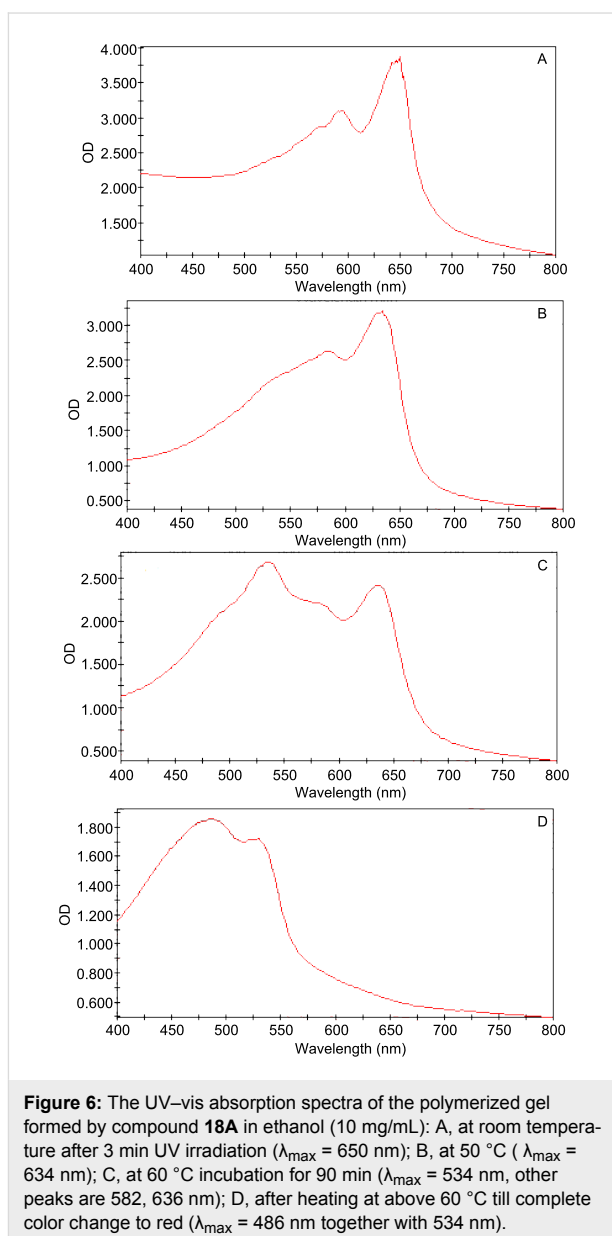 4.000
A
3.500
3.000
OD
2.500
2.000
1.500
400 450 500 550 600 650 700 750 800
Wavelength (nm)
B
3.000
2.500
2.000
OD
1.500
1.000
0.500
400 450 500 550 600 650 700 750 800
Wavelength (nm)
C
2.500
2.000
OD
1.500
1.000
0.500
400 450 500 550 600 650 700 750 800
Wavelength (nm)
D
1.800
1.600
1.400
OD
1.200
1.000
0.800
0.600
400 450 500 550 600 650 700 750 800
Wavelength (nm)
Figure 6: The UV–vis absorption spectra of the polymerized gel
formed by compound 18A in ethanol (10 mg/mL): A, at room tempera-
ture after 3 min UV irradiation (λmax = 650 nm); B, at 50 °C ( λmax =
634 nm); C, at 60 °C incubation for 90 min (λmax = 534 nm, other
peaks are 582, 636 nm); D, after heating at above 60 °C till complete
color change to red (λmax = 486 nm together with 534 nm).